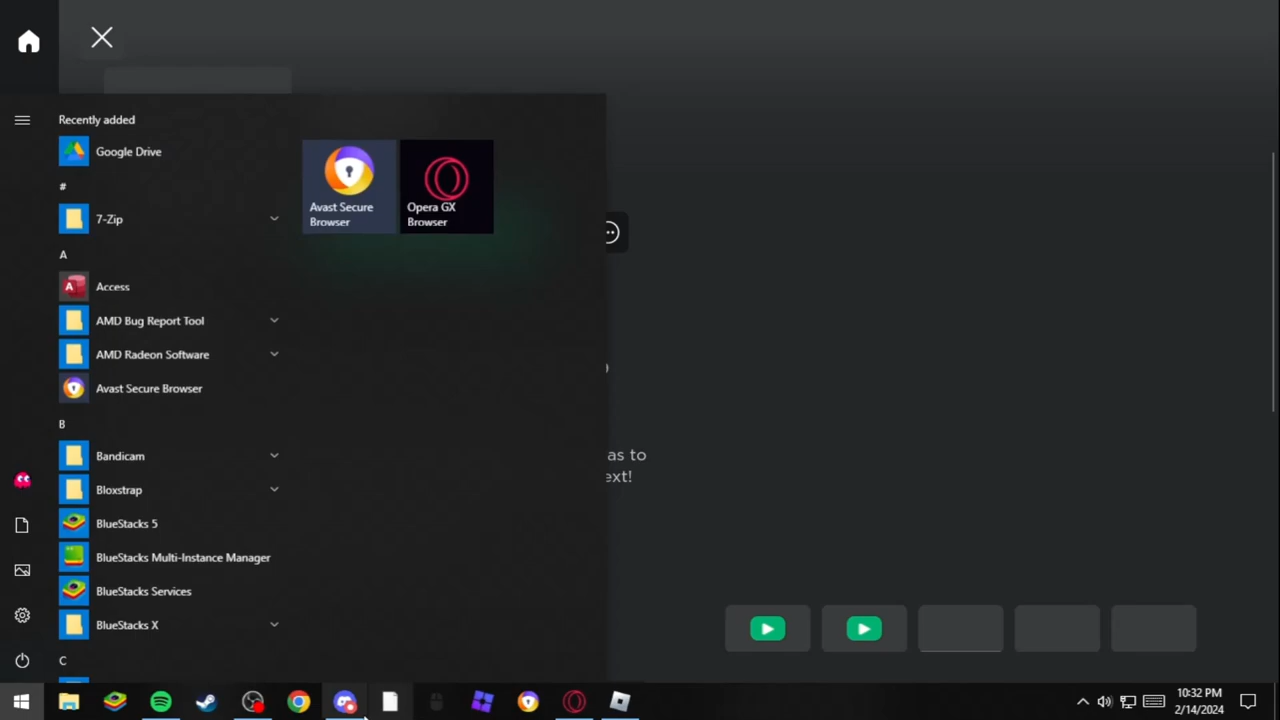 Recently added
Google Drive
#
7-Zip
A
Access
AMD Bug Report Tool
AMD Radeon Software
Avast Secure Browser
B
Bandicam
Bloxstrap
BlueStacks 5
BlueStacks Multi-Instance Manager
BlueStacks Services
BlueStacks X
C
Avast Secure
Browser
Opera GX
Browser
as to
ext!
10:32 PM
2/14/2024